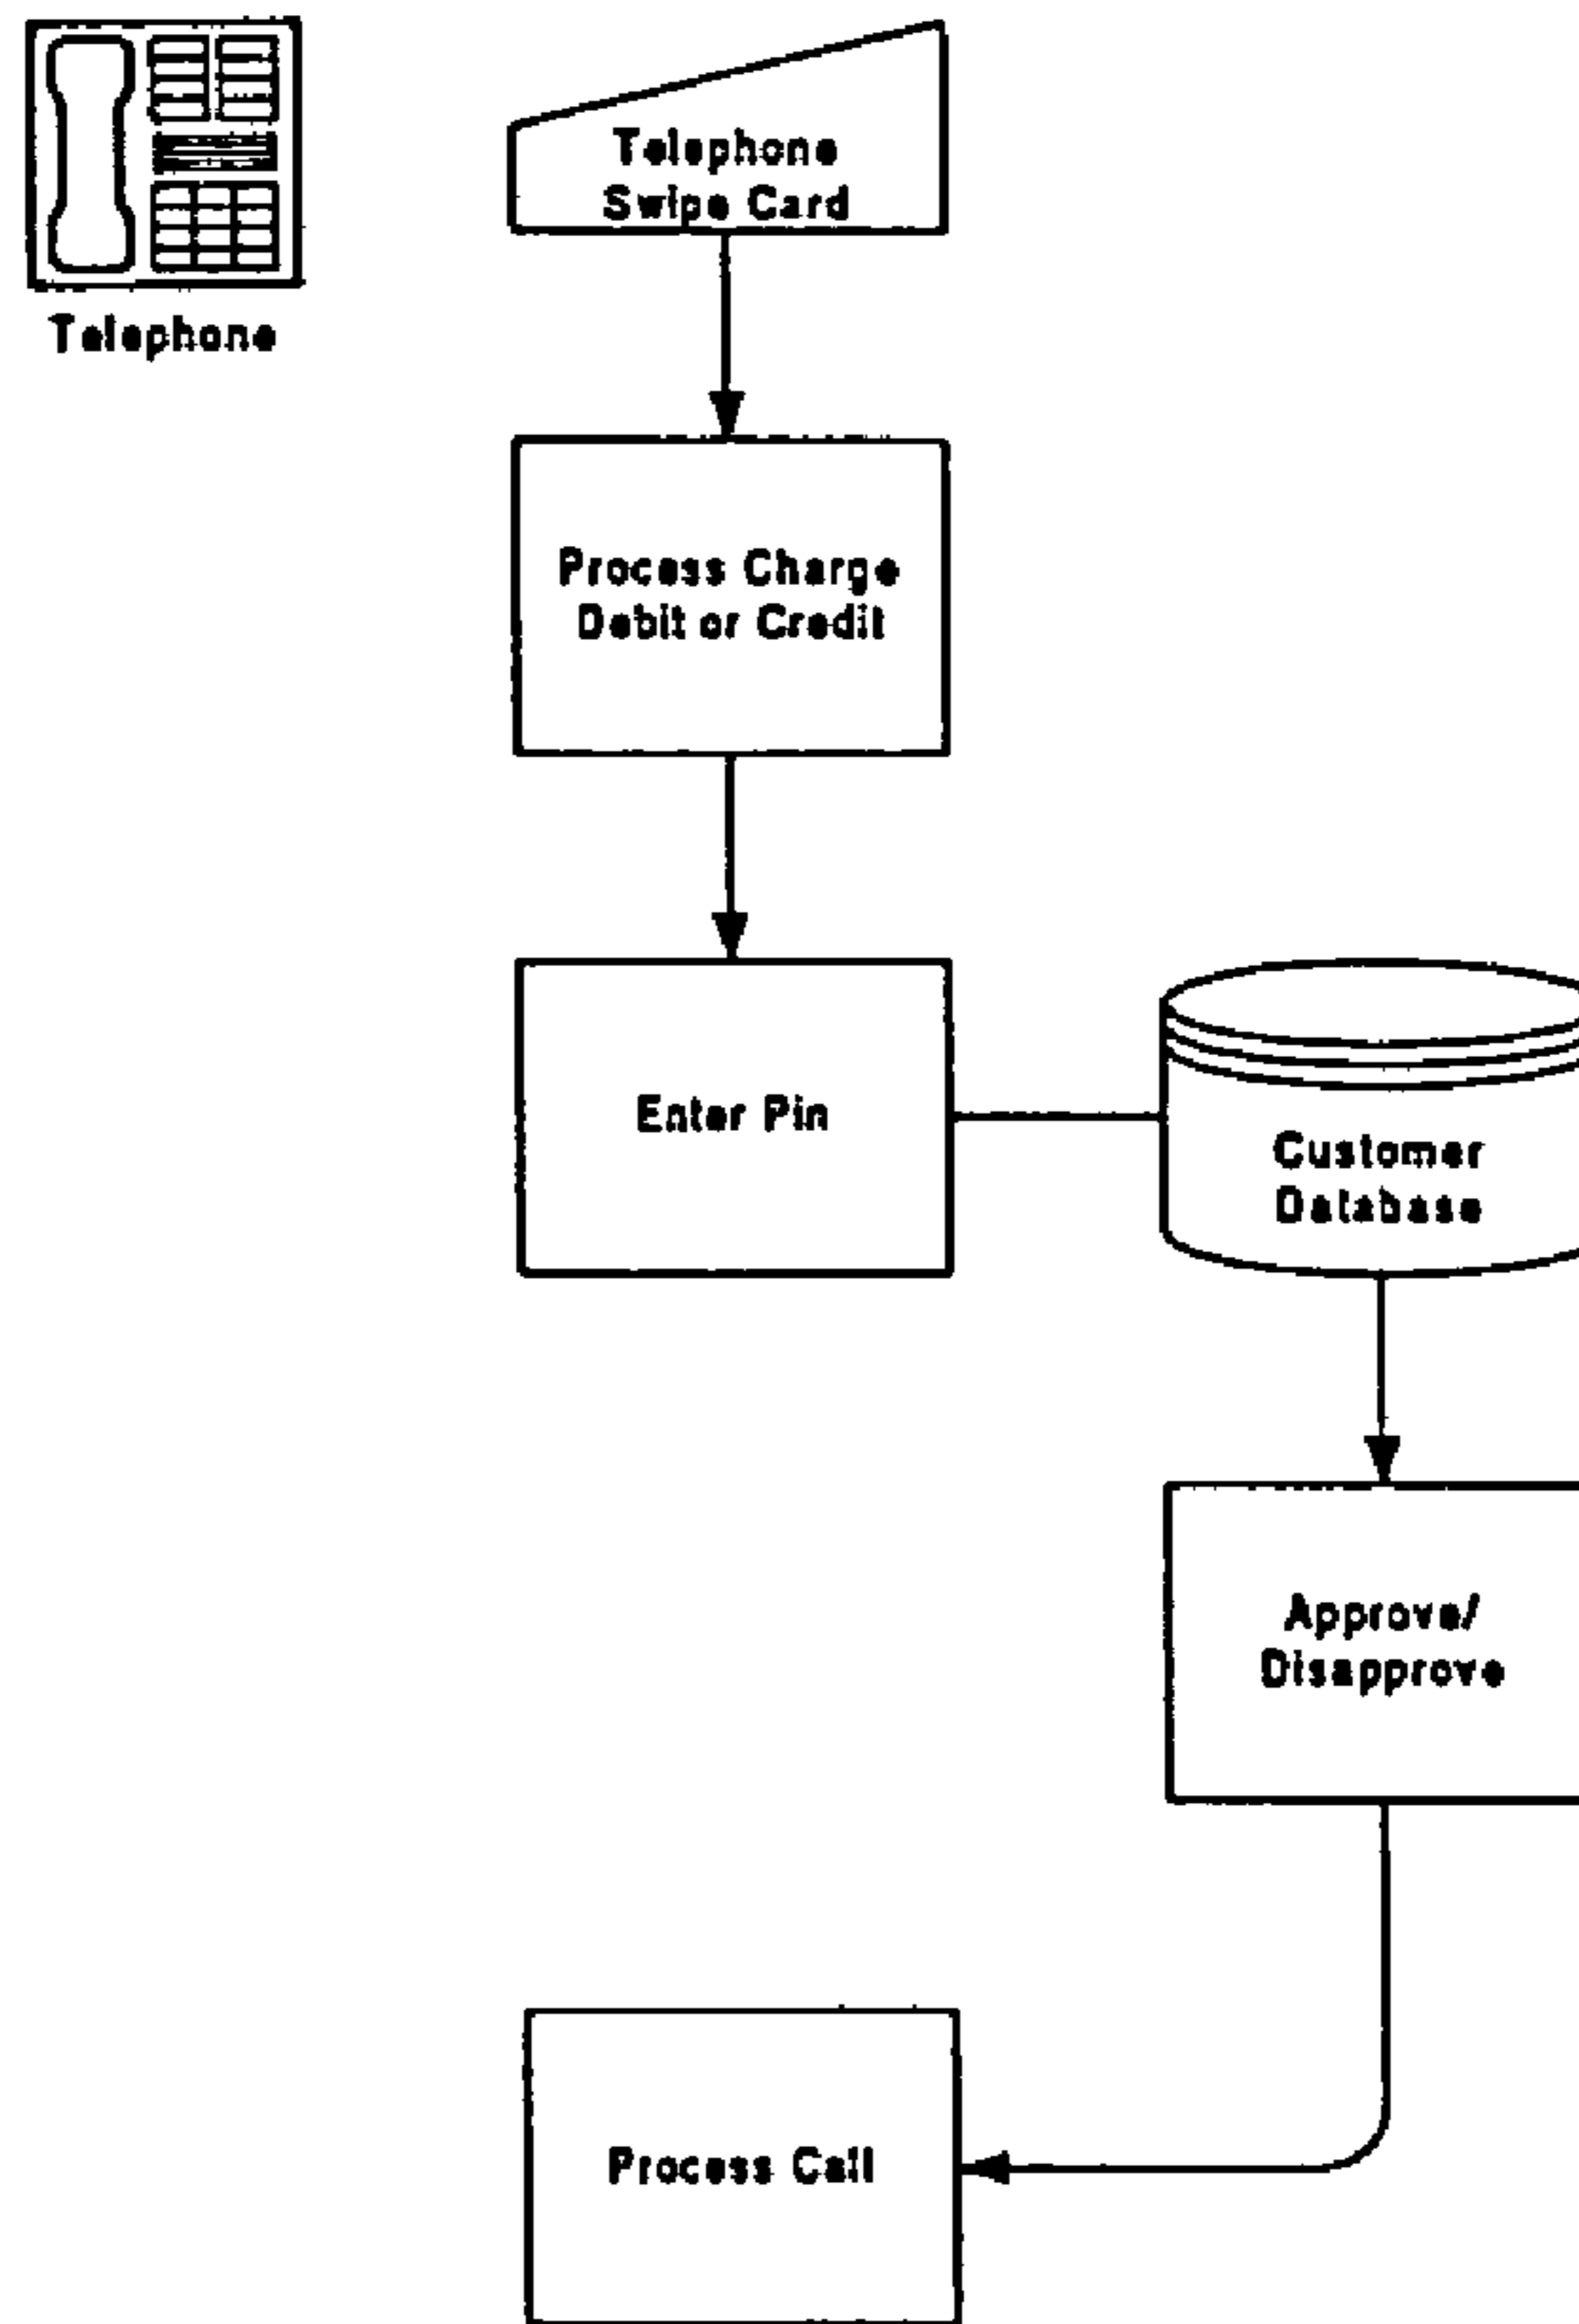 Telephone
Telephone
Swipe Card
Process Charge
Debit or Credit
Enter Pin
Customer
Database
Approve/
Disapprove
Process Call